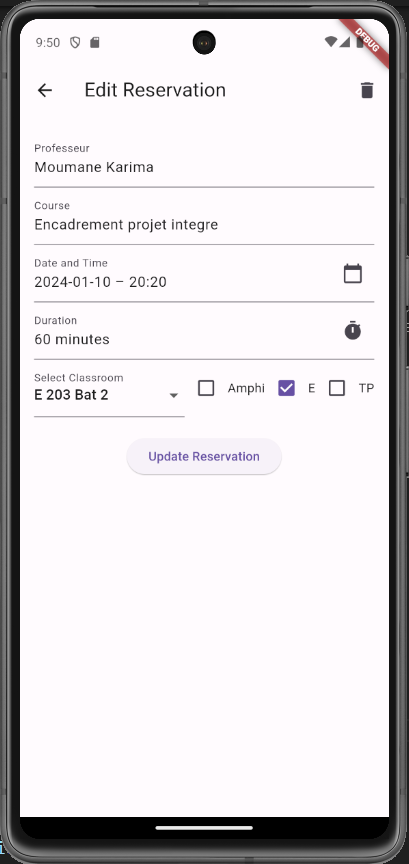 9:50
DEBUG
Edit Reservation
Professeur
Moumane Karima
Course
Encadrement projet integre
Date and Time
2024-01-10 – 20:20
Duration
60 minutes
Select Classroom
E 203 Bat 2
Amphi E TP
Update Reservation